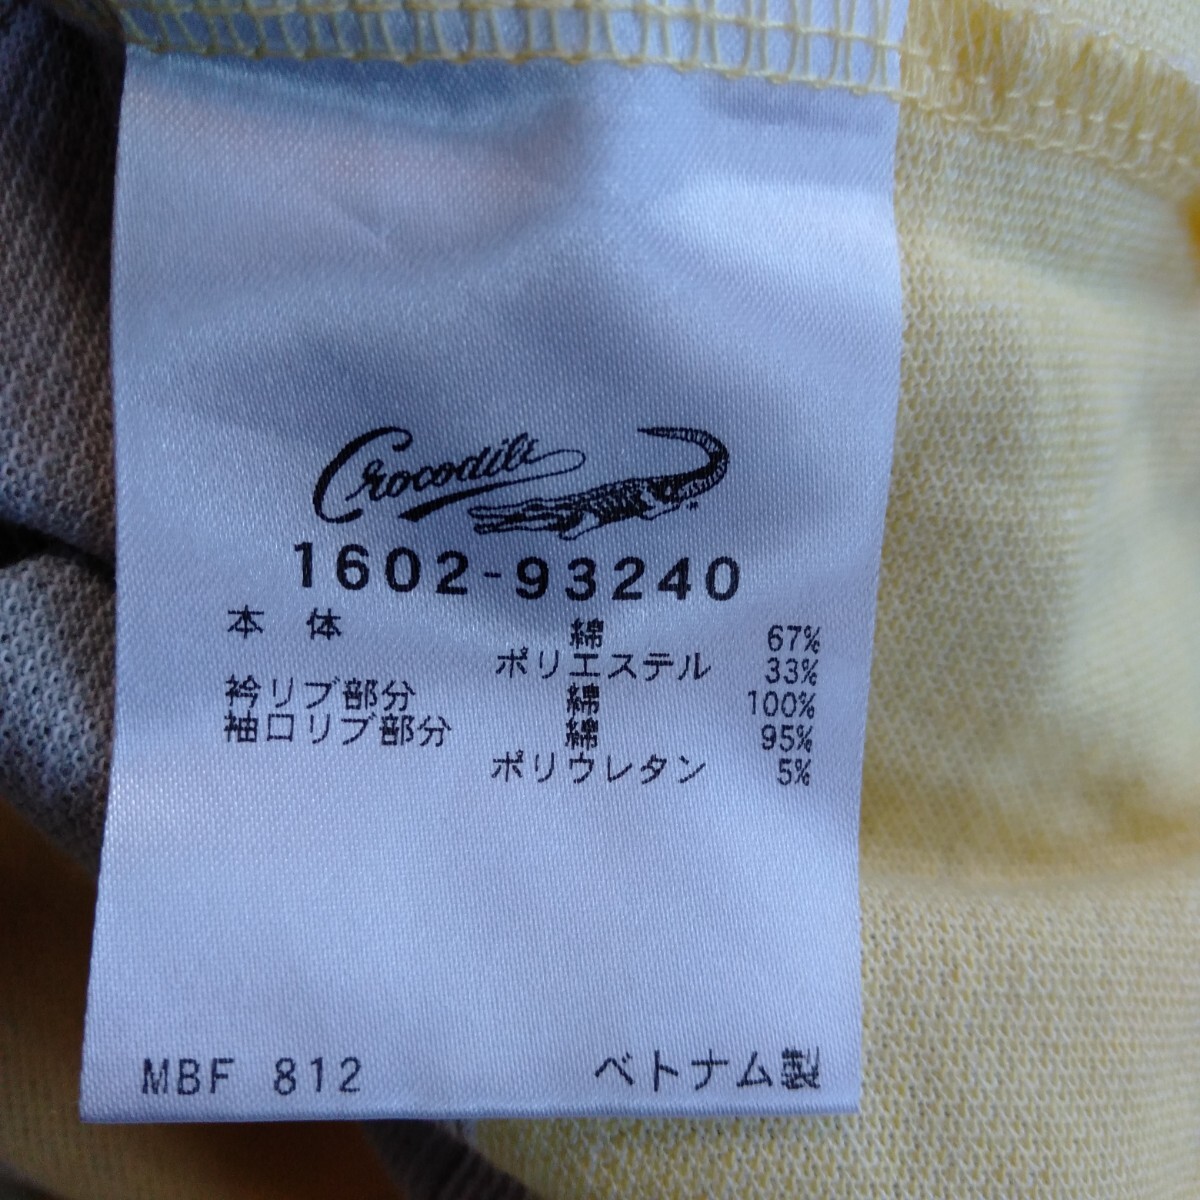 Crocodile
1602-93240
本体 綿 67%
ポリエステル 33%
衿リブ部分 綿 100%
袖口リブ部分 綿 95%
ポリウレタン 5%
MBF 812 ベトナム製